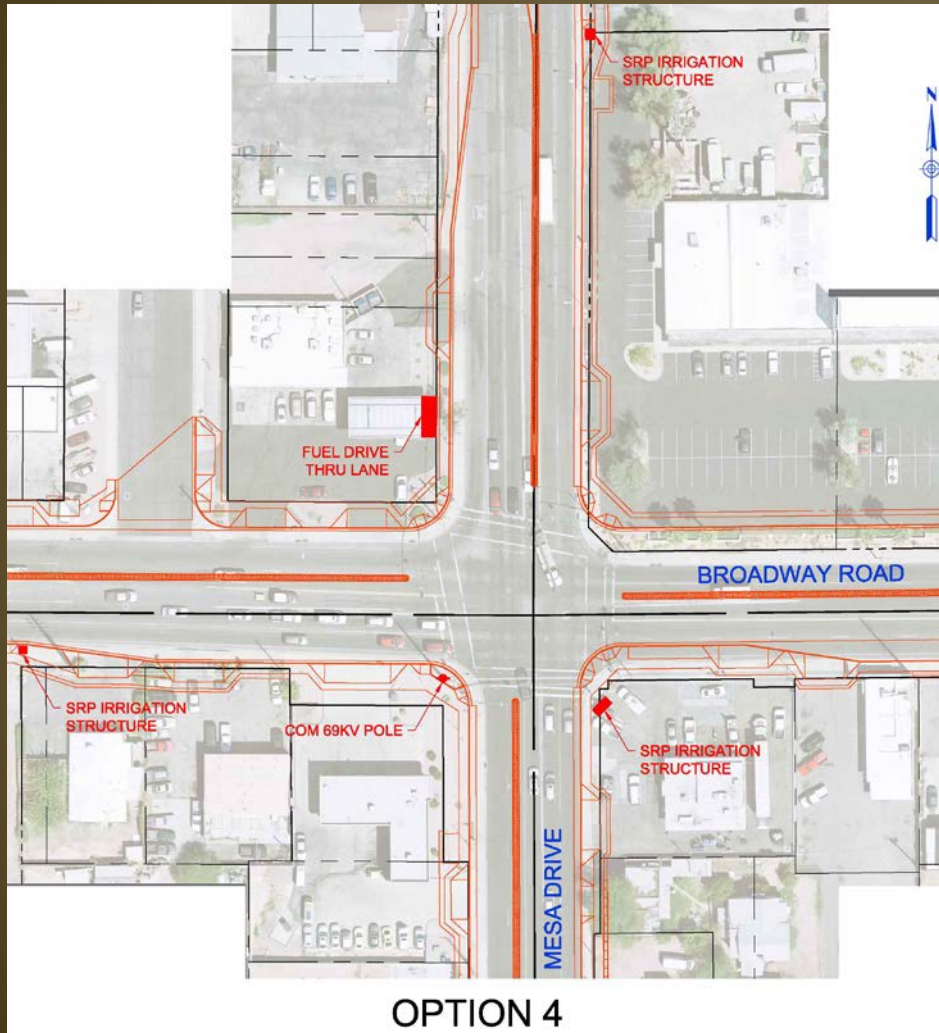 SRP IRRIGATION
STRUCTURE
N
FUEL DRIVE
THRU LANE
BROADWAY ROAD
SRP IRRIGATION
STRUCTURE
COM 69KV POLE
SRP IRRIGATION
STRUCTURE
MESA DRIVE
OPTION 4